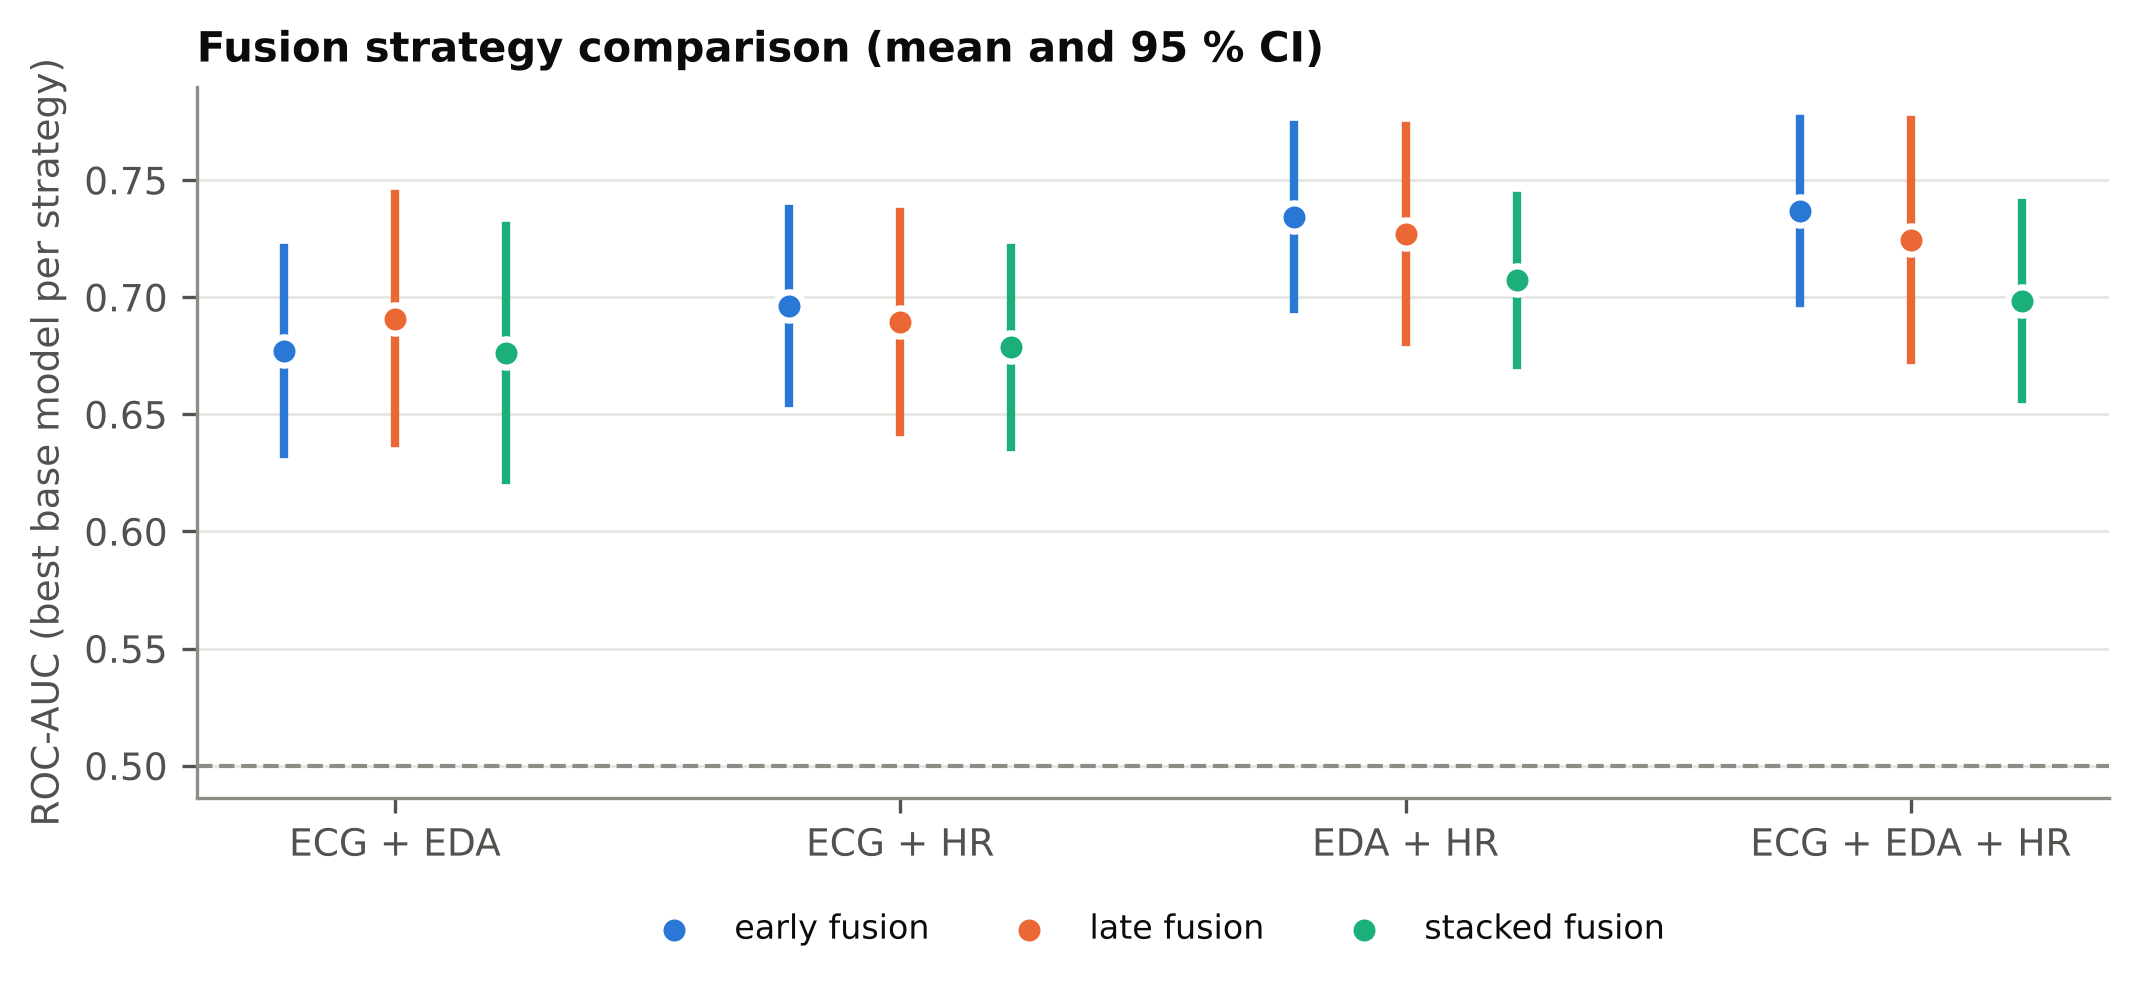 Fusion strategy comparison (mean and 95 % CI)
ROC-AUC (best base model per strategy)
0.75
0.70
0.65
0.60
0.55
0.50
ECG + EDA
ECG + HR
EDA + HR
ECG + EDA + HR
early fusion
late fusion
stacked fusion